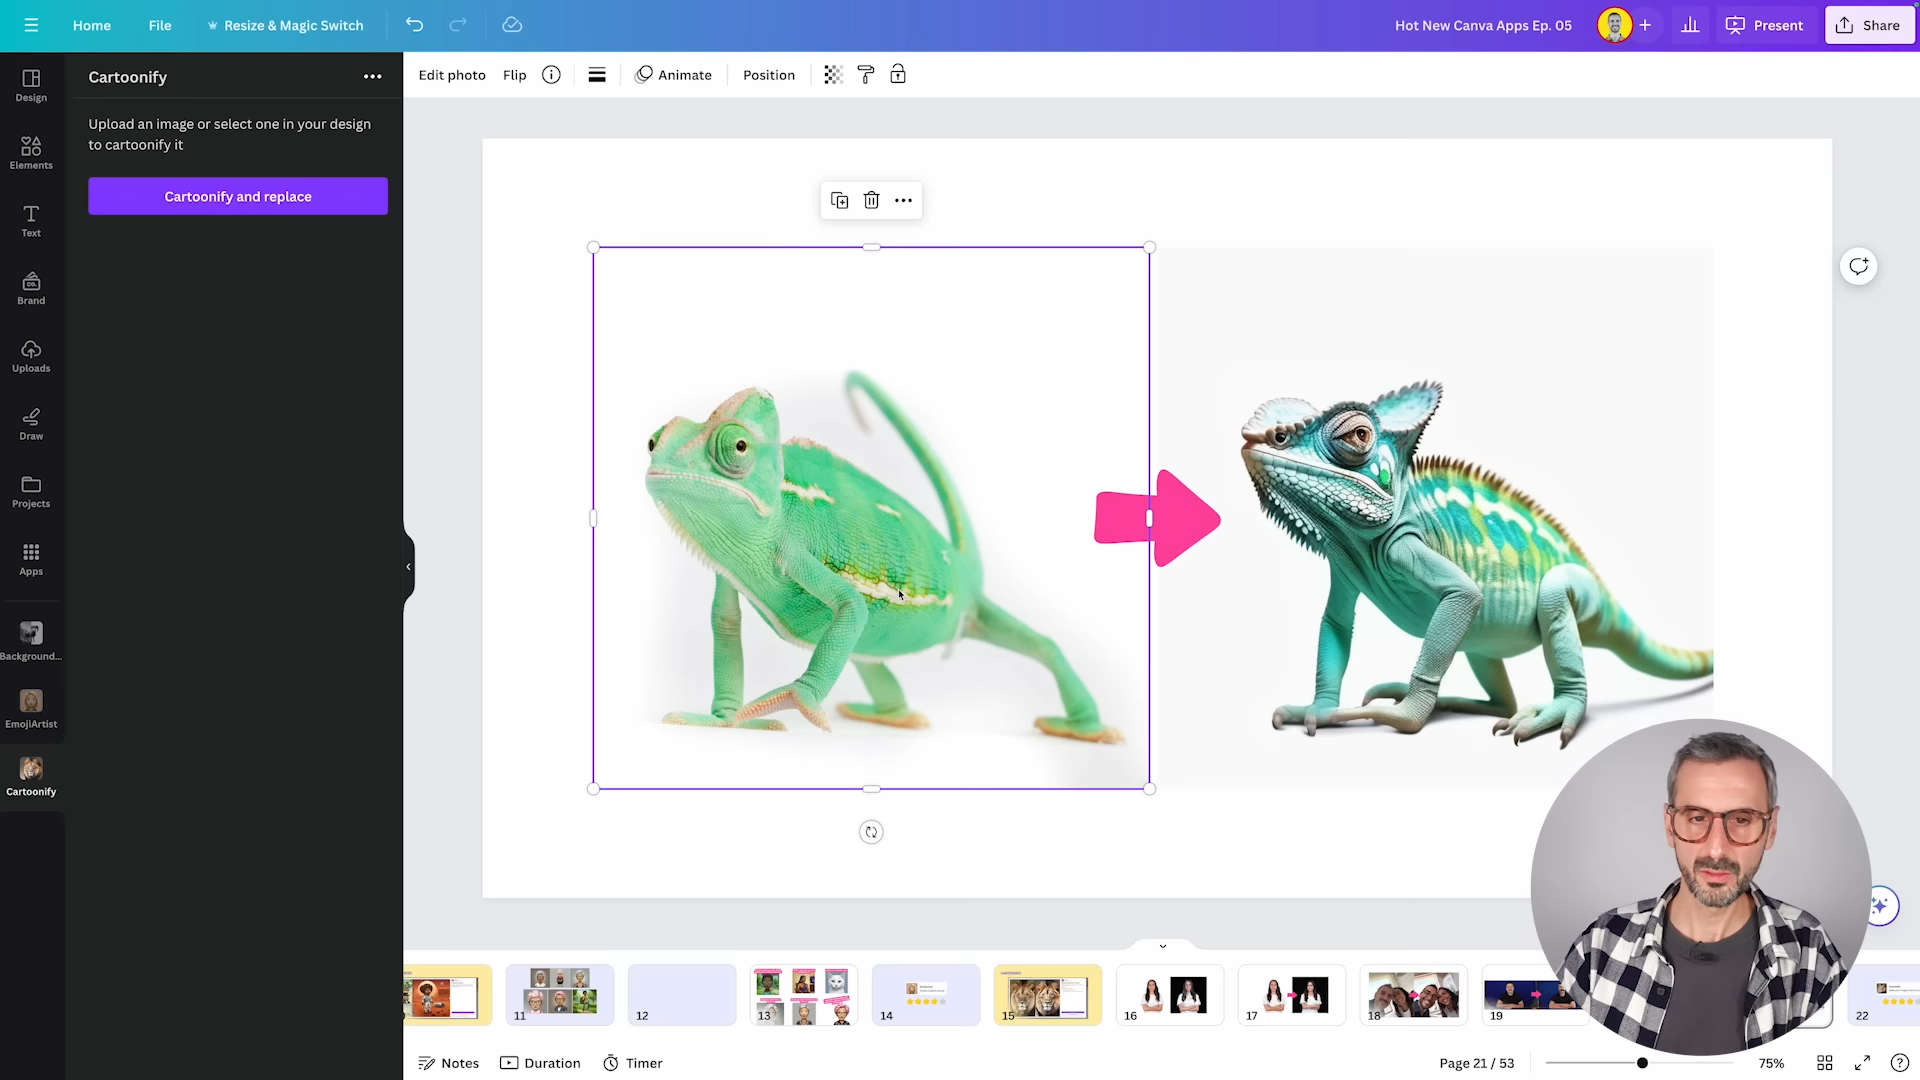 Home
File
Resize & Magic Switch
Hot New Canva Apps Ep. 05
Present
Share
Design
Elements
Text
Brand
CO.
Uploads
Draw
Projects
Apps
Background...
EmojiArtist
Cartoonify
Cartoonify
Upload an image or select one in your design
to cartoonify it
Cartoonify and replace
Edit photo
Flip
Animate
Position
11
12
13
14
15
16
17
18
19
22
Notes
Duration
Timer
Page 21 / 53
75%